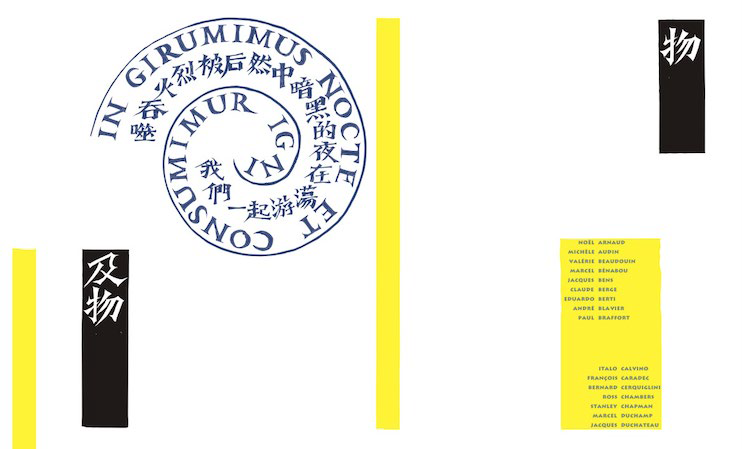 IN GIRUMIMUS NOCTE ET CONSUMIMUR IGNI
我們一起游蕩在夜的黑暗中然后被烈火吞噬
及物
物
NOËL ARNAUD
MICHÈLE AUDIN
VALÉRIE BEAUDOUIN
MARCEL BÉNABOU
JACQUES BENS
CLAUDE BERGE
EDUARDO BERTI
ANDRÉ BLAVIER
PAUL BRAFFORT
ITALO CALVINO
FRANÇOIS CARADEC
BERNARD CERQUIGLINI
ROSS CHAMBERS
STANLEY CHAPMAN
MARCEL DUCHAMP
JACQUES DUCHATEAU